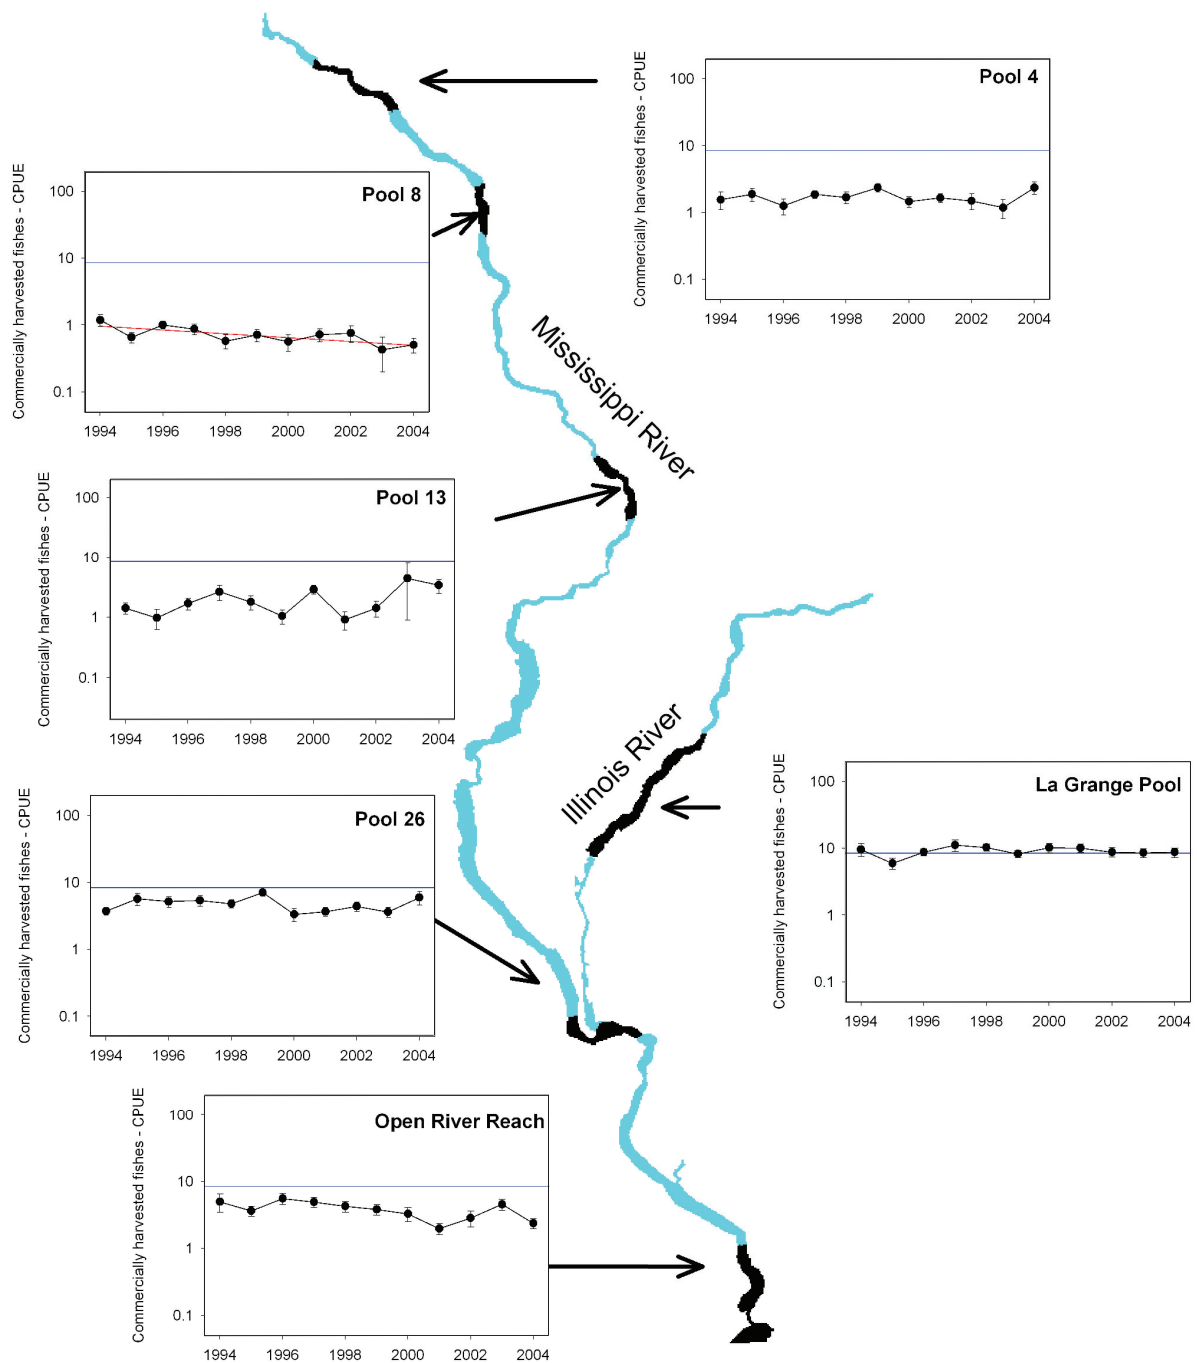 Pool 4
Commercially harvested fishes - CPUE
100
10
1
0.1
1994 1996 1998 2000 2002 2004
Pool 8
Commercially harvested fishes - CPUE
100
10
1
0.1
1994 1996 1998 2000 2002 2004
Mississippi River
Pool 13
Commercially harvested fishes - CPUE
100
10
1
0.1
1994 1996 1998 2000 2002 2004
Illinois River
La Grange Pool
Commercially harvested fishes - CPUE
100
10
1
0.1
1994 1996 1998 2000 2002 2004
Pool 26
Commercially harvested fishes - CPUE
100
10
1
0.1
1994 1996 1998 2000 2002 2004
Open River Reach
Commercially harvested fishes - CPUE
100
10
1
0.1
1994 1996 1998 2000 2002 2004